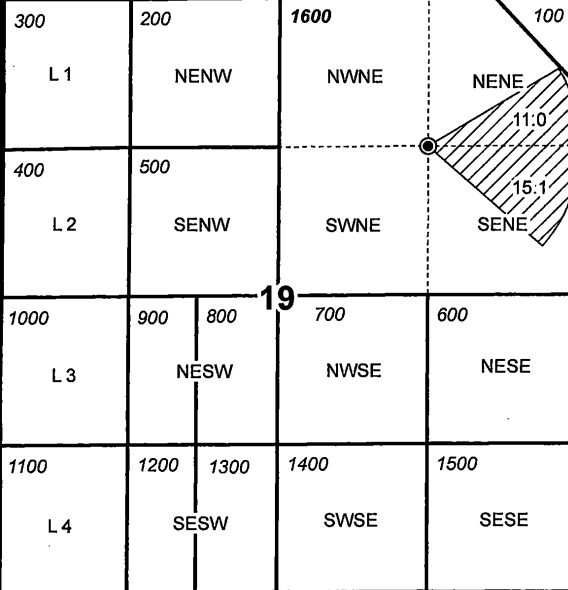 300 200 1600 100
L 1 NENW NWNE NENE
11:0
400 500
15:1
L 2 SENW SWNE SENE
19
1000 900 800 700 600
L 3 NESW NWSE NESE
1100 1200 1300 1400 1500
L 4 SESW SWSE SESE